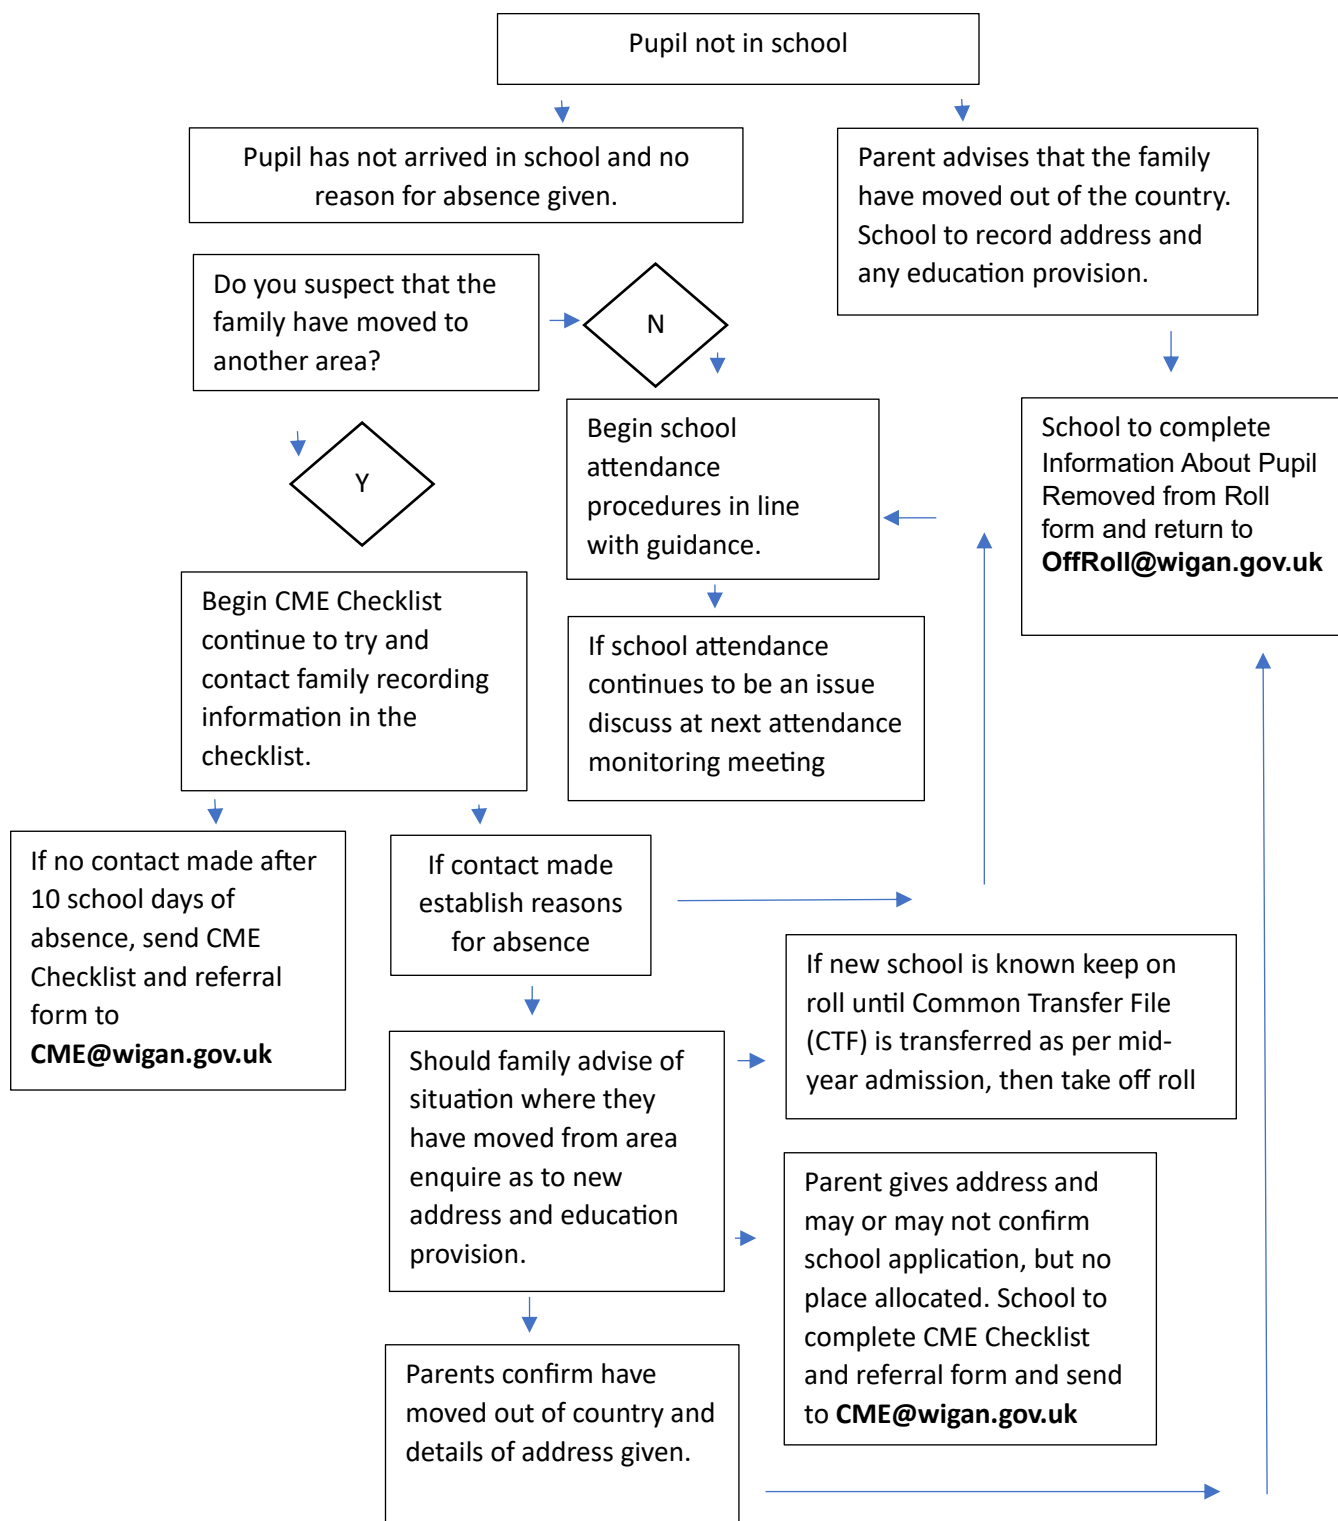 Pupil not in school
Pupil has not arrived in school and no
reason for absence given.
Parent advises that the family
have moved out of the country.
School to record address and
any education provision.
Do you suspect that the
family have moved to
another area?
N
Y
Begin school
attendance
procedures in line
with guidance.
School to complete
Information About Pupil
Removed from Roll
form and return to
OffRoll@wigan.gov.uk
Begin CME Checklist
continue to try and
contact family recording
information in the
checklist.
If school attendance
continues to be an issue
discuss at next attendance
monitoring meeting
If no contact made after
10 school days of
absence, send CME
Checklist and referral
form to
CME@wigan.gov.uk
If contact made
establish reasons
for absence
If new school is known keep on
roll until Common Transfer File
(CTF) is transferred as per mid-
year admission, then take off roll
Should family advise of
situation where they
have moved from area
enquire as to new
address and education
provision.
Parent gives address and
may or may not confirm
school application, but no
place allocated. School to
complete CME Checklist
and referral form and send
to CME@wigan.gov.uk
Parents confirm have
moved out of country and
details of address given.